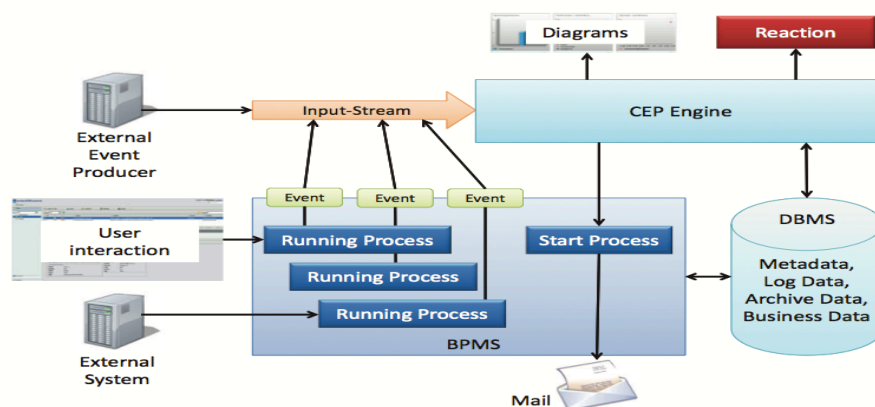 Diagrams
Reaction
Input-Stream
CEP Engine
External
Event
Producer
Event
Event
Event
User
interaction
Running Process
Start Process
Running Process
Running Process
DBMS
Metadata,
Log Data,
Archive Data,
Business Data
BPMS
External
System
Mail